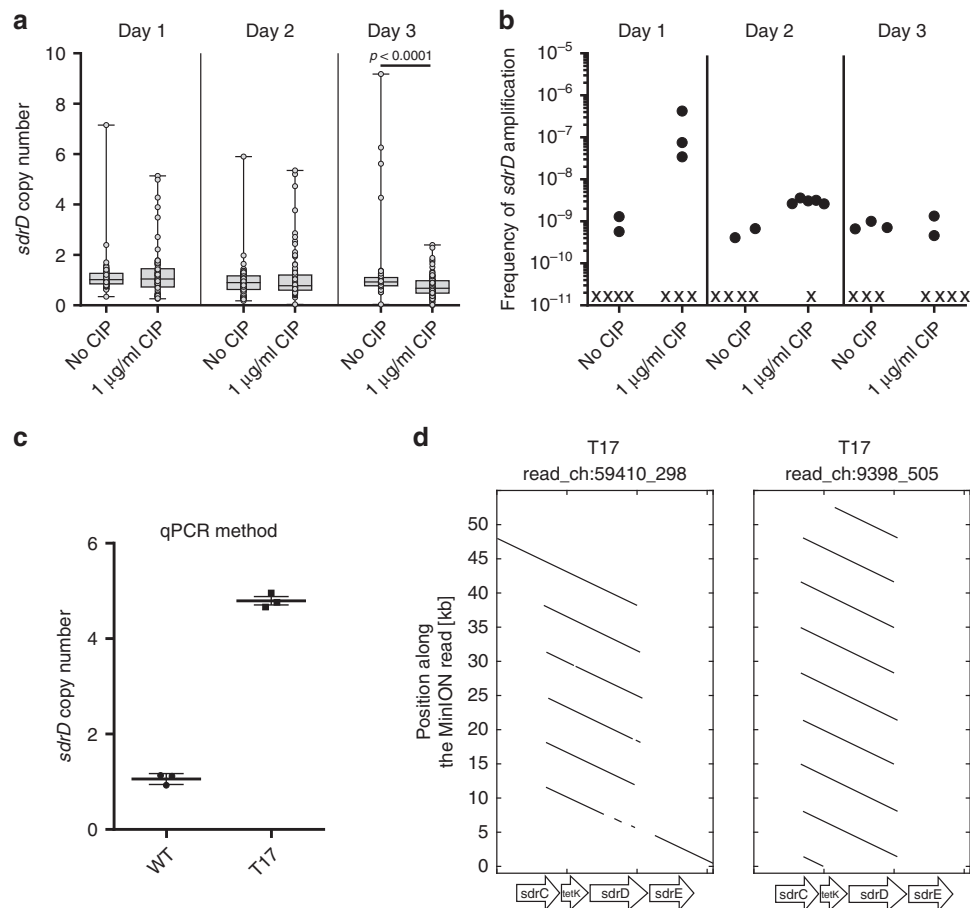 a
Day 1
Day 2
Day 3
p < 0.0001
sdrD copy number
10
8
6
4
2
0
No CIP
1 µg/ml CIP
No CIP
1 µg/ml CIP
No CIP
1 µg/ml CIP
b
Day 1
Day 2
Day 3
Frequency of sdrD amplification
10⁻⁵
10⁻⁶
10⁻⁷
10⁻⁸
10⁻⁹
10⁻¹⁰
10⁻¹¹
X X X X
X X X
X X X X
X
X X X
X X X X
No CIP
1 µg/ml CIP
No CIP
1 µg/ml CIP
No CIP
1 µg/ml CIP
c
qPCR method
sdrD copy number
6
4
2
0
WT
T17
d
T17
read_ch:59410_298
T17
read_ch:9398_505
Position along
the MinION read [kb]
50
45
40
35
30
25
20
15
10
5
0
sdrC
tetK
sdrD
sdrE
sdrC
tetK
sdrD
sdrE